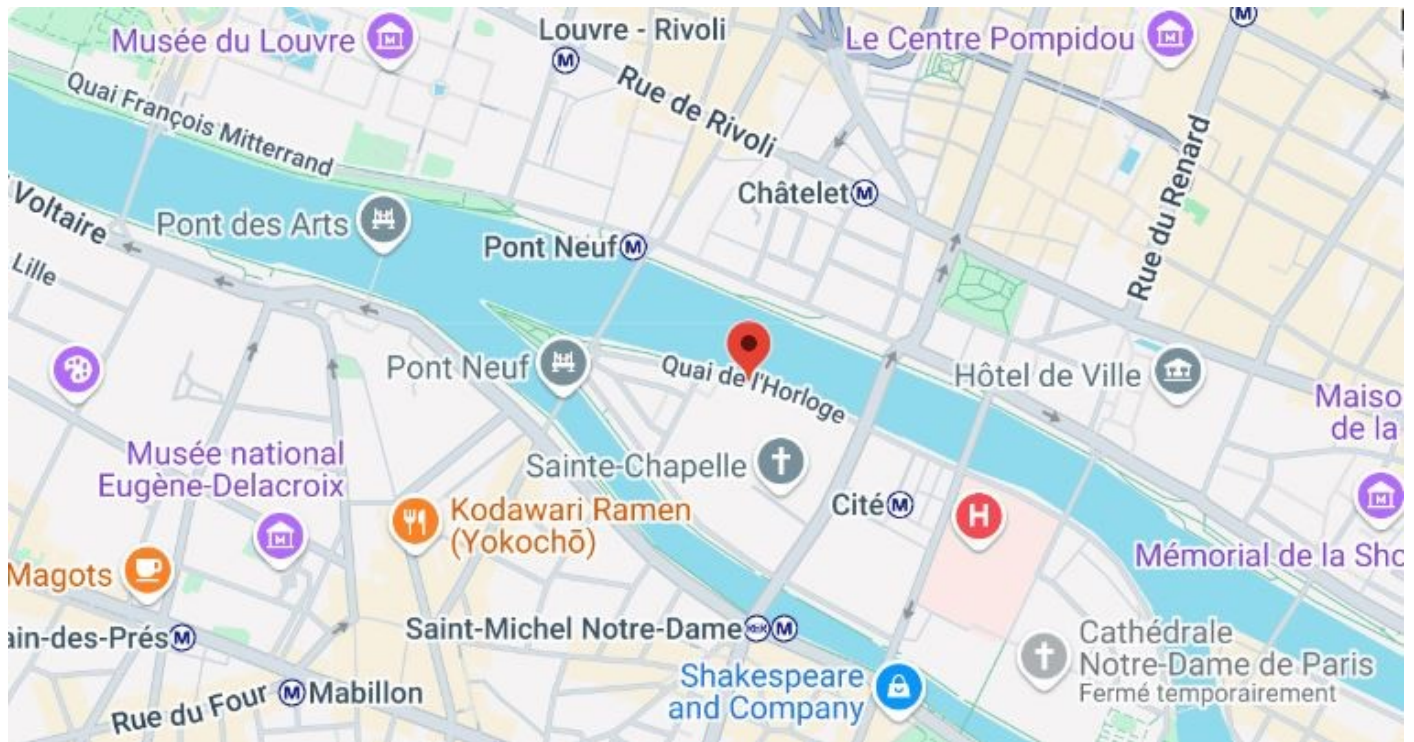 Musée du Louvre
Louvre - Rivoli
M
Le Centre Pompidou
M
Quai François Mitterrand
Rue de Rivoli
Voltaire
Pont des Arts
Châtelet M
Rue du Renard
Lille
Pont Neuf M
Pont Neuf
Quai de l'Horloge
Hôtel de Ville
Maiso
de la
Musée national
Eugène-Delacroix
Sainte-Chapelle
Kodawari Ramen
(Yokochō)
Cité M
H
Magots
Mémorial de la Sho
ain-des-Prés M
Saint-Michel Notre-Dame M
Cathédrale
Notre-Dame de Paris
Fermé temporairement
Shakespeare
and Company
Rue du Four
M Mabillon